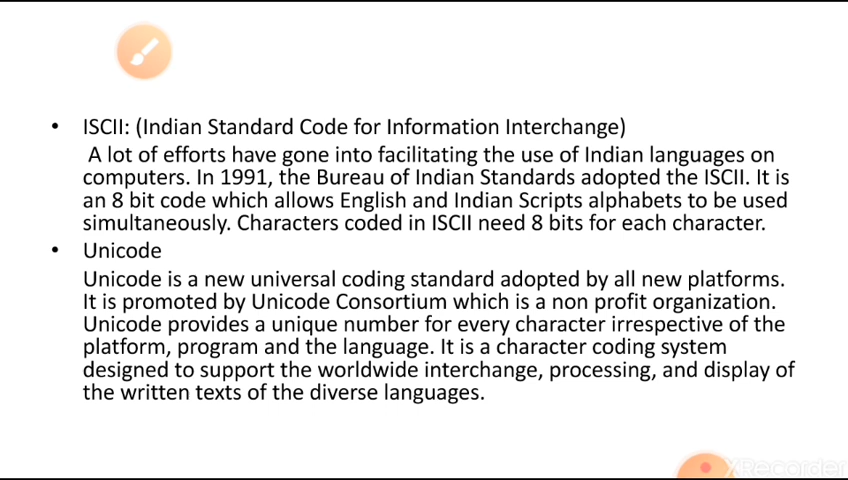 • ISCII: (Indian Standard Code for Information Interchange)
A lot of efforts have gone into facilitating the use of Indian languages on
computers. In 1991, the Bureau of Indian Standards adopted the ISCII. It is
an 8 bit code which allows English and Indian Scripts alphabets to be used
simultaneously. Characters coded in ISCII need 8 bits for each character.
• Unicode
Unicode is a new universal coding standard adopted by all new platforms.
It is promoted by Unicode Consortium which is a non profit organization.
Unicode provides a unique number for every character irrespective of the
platform, program and the language. It is a character coding system
designed to support the worldwide interchange, processing, and display of
the written texts of the diverse languages.
XRecorder